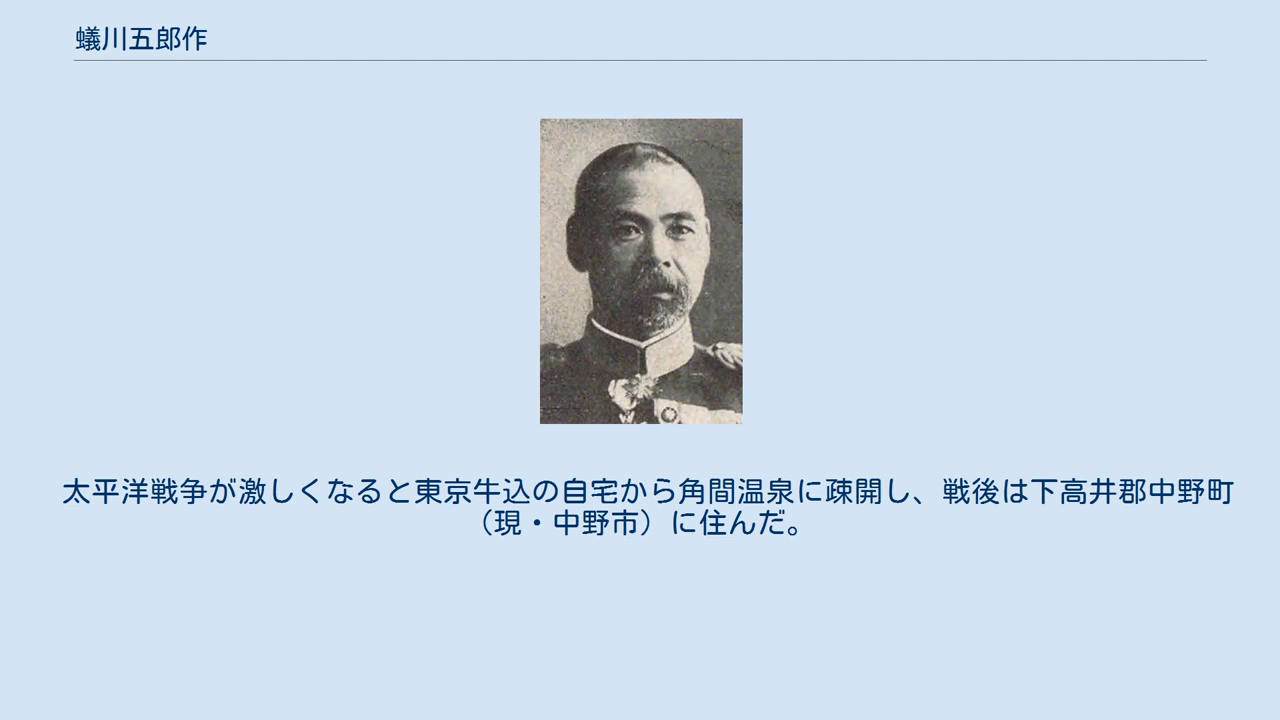 蟻川五郎作
太平洋戦争が激しくなると東京牛込の自宅から角間温泉に疎開し、戦後は下高井郡中野町
（現・中野市）に住んだ。